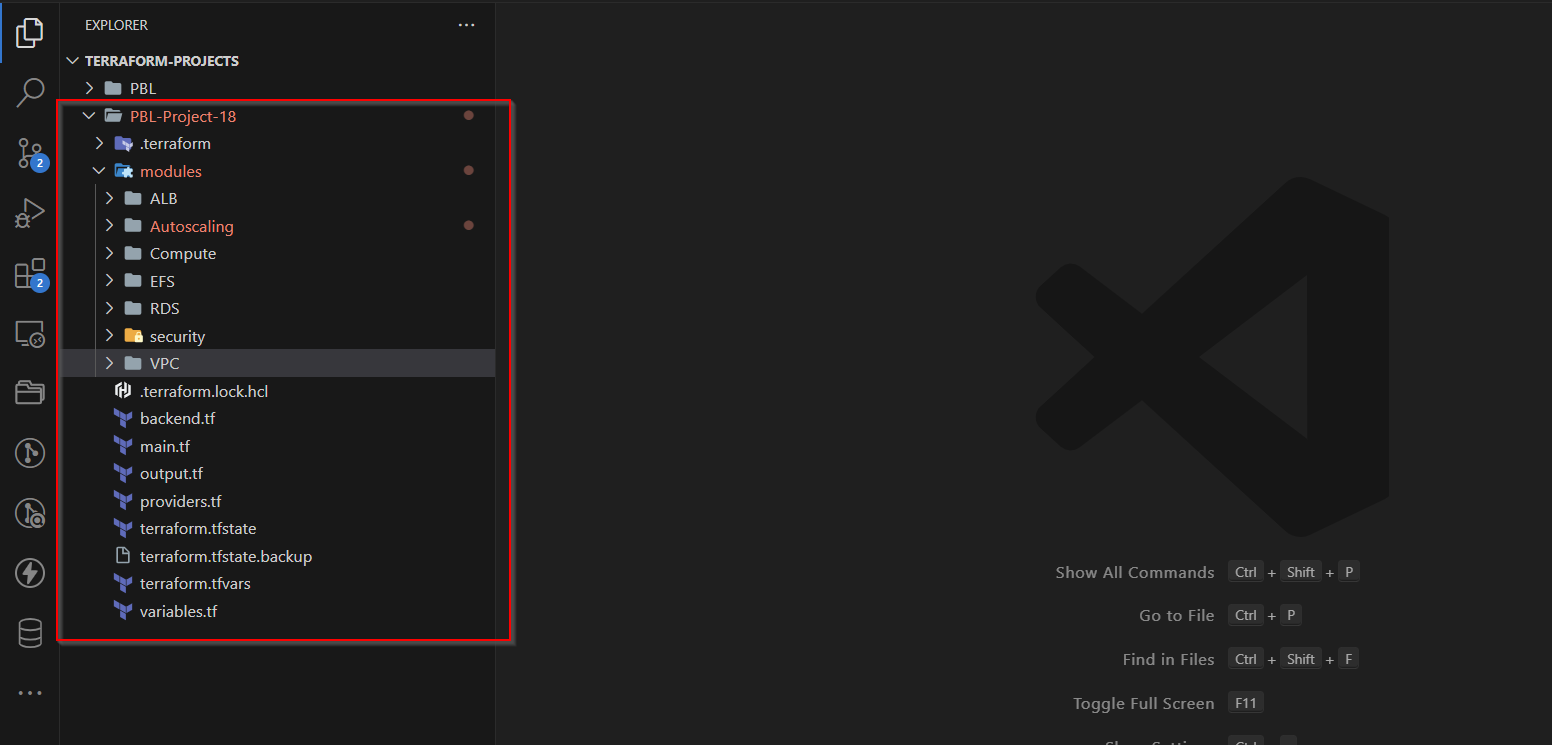 EXPLORER
TERRAFORM-PROJECTS
PBL
PBL-Project-18
.terraform
modules
ALB
Autoscaling
Compute
EFS
RDS
security
VPC
.terraform.lock.hcl
backend.tf
main.tf
output.tf
providers.tf
terraform.tfstate
terraform.tfstate.backup
terraform.tfvars
variables.tf
2
2
Show All Commands Ctrl + Shift + P
Go to File Ctrl + P
Find in Files Ctrl + Shift + F
Toggle Full Screen F11